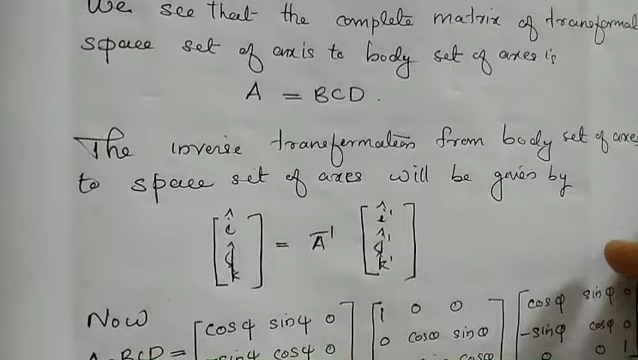 We see that the complete matrix of transformat
space set of axis to body set of axes is
A = BCD.
The inverse transformation from body set of axes
to space set of axes will be given by
[î ĵ k̂] = A⁻¹ [î' ĵ' k̂']
Now
A = BCD = [cosψ sinψ 0 [1 0 0 [cosφ sinφ 0
-sinψ cosψ 0 0 cosθ sinθ -sinφ cosφ 0
0 0 1